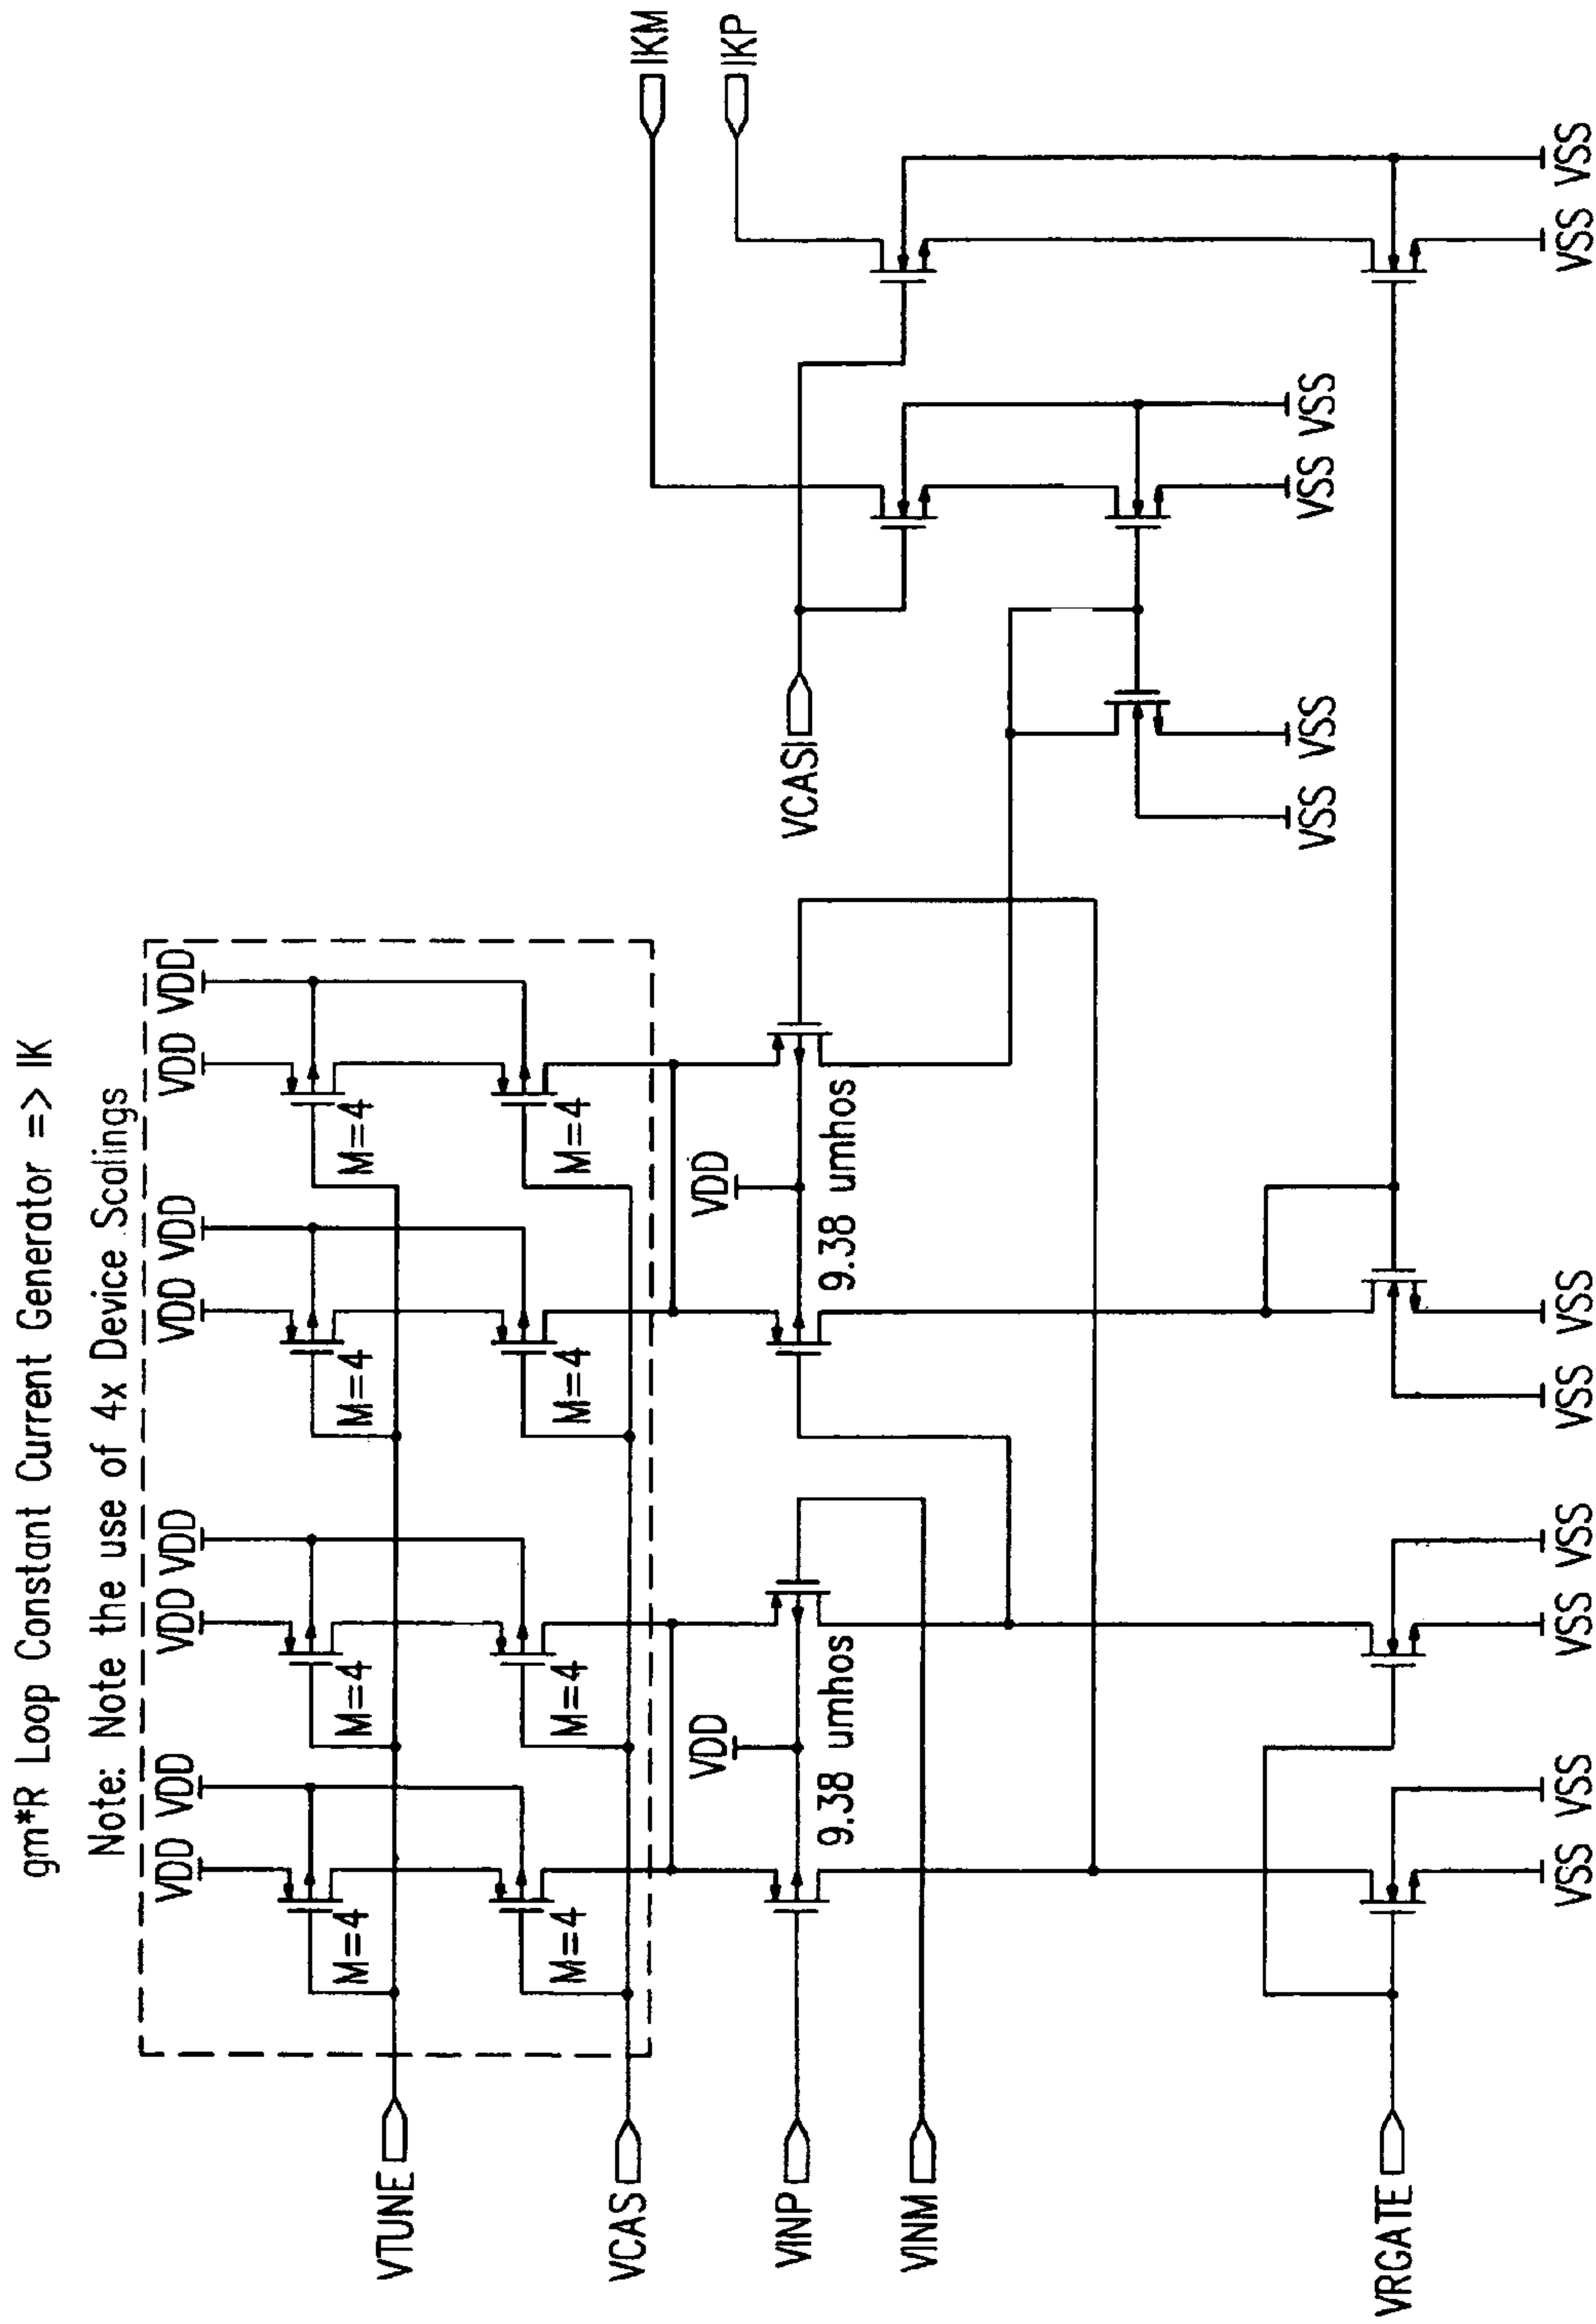 gm*R Loop Constant Current Generator => IK
Note: Note the use of 4x Device Scalings
VDD VDD VDD VDD VDD VDD VDD VDD
M=4 M=4 M=4 M=4
VTUNE
M=4 M=4 M=4 M=4
VCAS
IKM
VDD VDD
IKP
VINP
9.38 umhos 9.38 umhos
VCASI
VINM
VSS VSS VSS VSS
VRGATE
VSS VSS VSS VSS VSS VSS VSS VSS